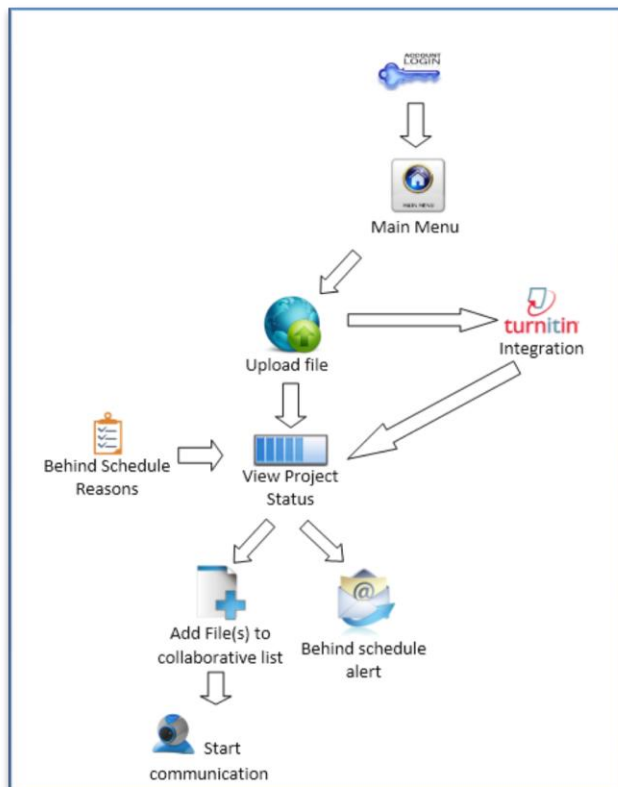 ACCOUNT
LOGIN
MAIN MENU
Main Menu
turnitin
Integration
Upload file
Behind Schedule
Reasons
View Project
Status
Add File(s) to
collaborative list
Behind schedule
alert
Start
communication